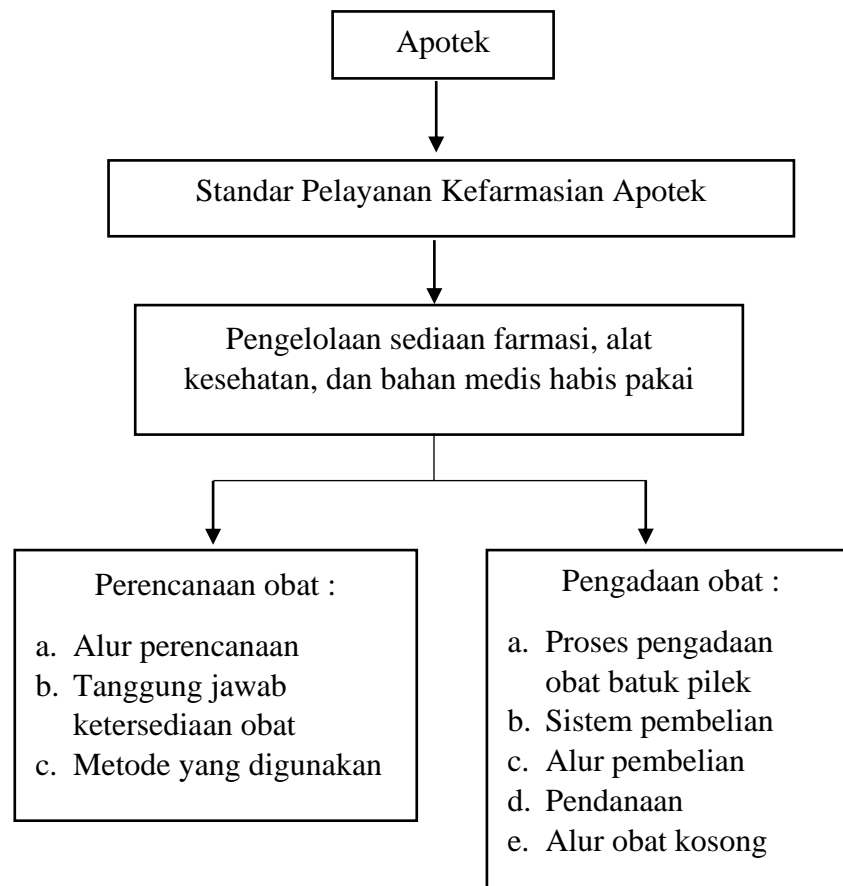 Apotek
Standar Pelayanan Kefarmasian Apotek
Pengelolaan sediaan farmasi, alat
kesehatan, dan bahan medis habis pakai
Perencanaan obat :
a. Alur perencanaan
b. Tanggung jawab
ketersediaan obat
c. Metode yang digunakan
Pengadaan obat :
a. Proses pengadaan
obat batuk pilek
b. Sistem pembelian
c. Alur pembelian
d. Pendanaan
e. Alur obat kosong